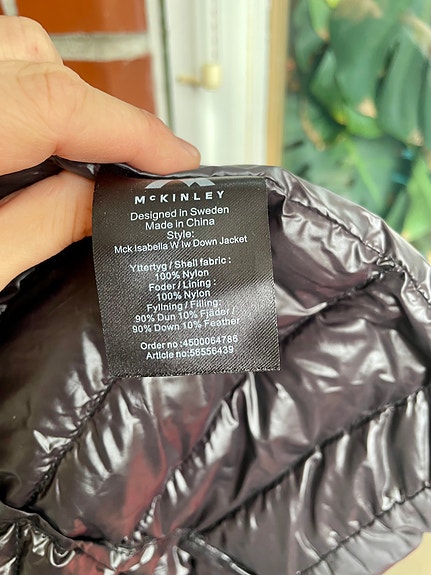 McKINLEY
Designed in Sweden
Made in China
Style:
Mck Isabella W lw Down Jacket
Yttertyg / Shell fabric :
100% Nylon
Foder / Lining :
100% Nylon
Fyllning / Filling:
90% Dun 10% Fjäder /
90% Down 10% Feather
Order no:4500064786
Article no:56556439